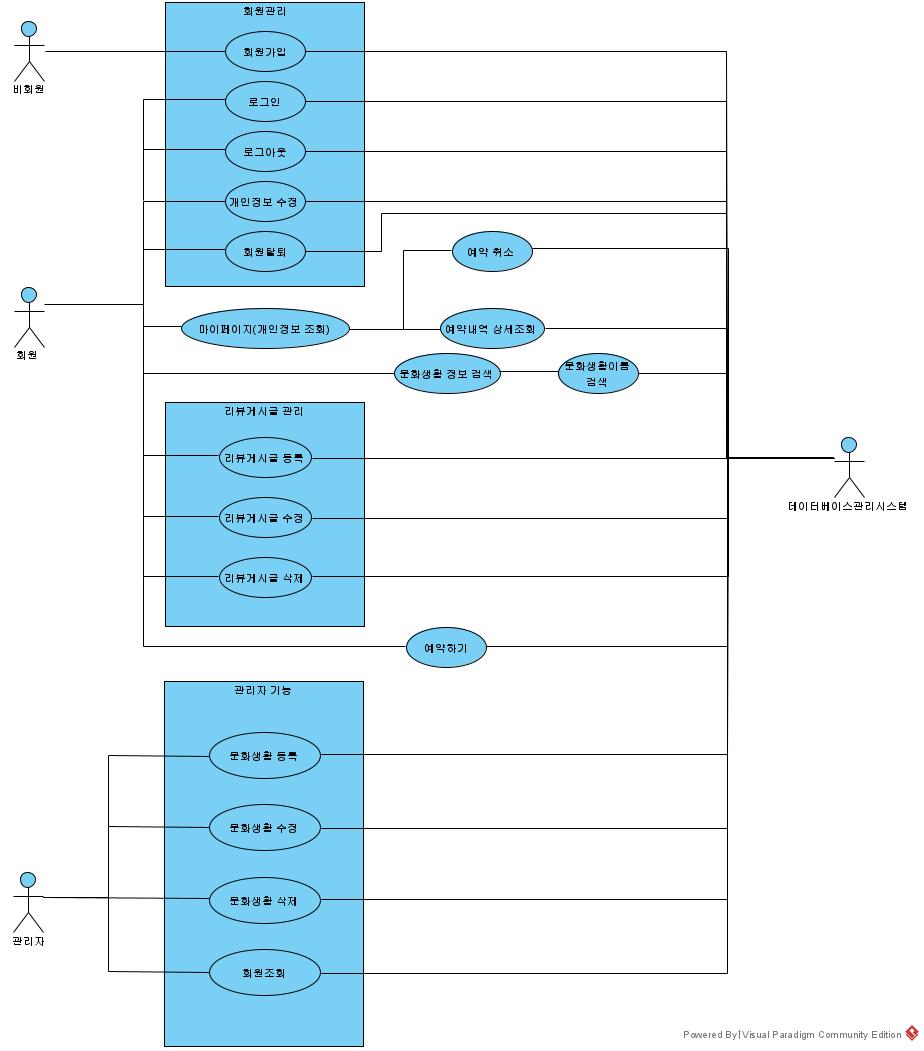 회원관리
회원가입
비회원
로그인
로그아웃
개인정보 수정
회원탈퇴
예약 취소
마이페이지(개인정보 조회)
예약내역 상세조회
회원
문화생활 정보 검색
문화생활이름
검색
리뷰게시글 관리
리뷰게시글 등록
데이터베이스관리시스템
리뷰게시글 수정
리뷰게시글 삭제
예약하기
관리자 기능
문화생활 등록
문화생활 수정
문화생활 삭제
관리자
회원조회
Powered By Visual Paradigm Community Edition